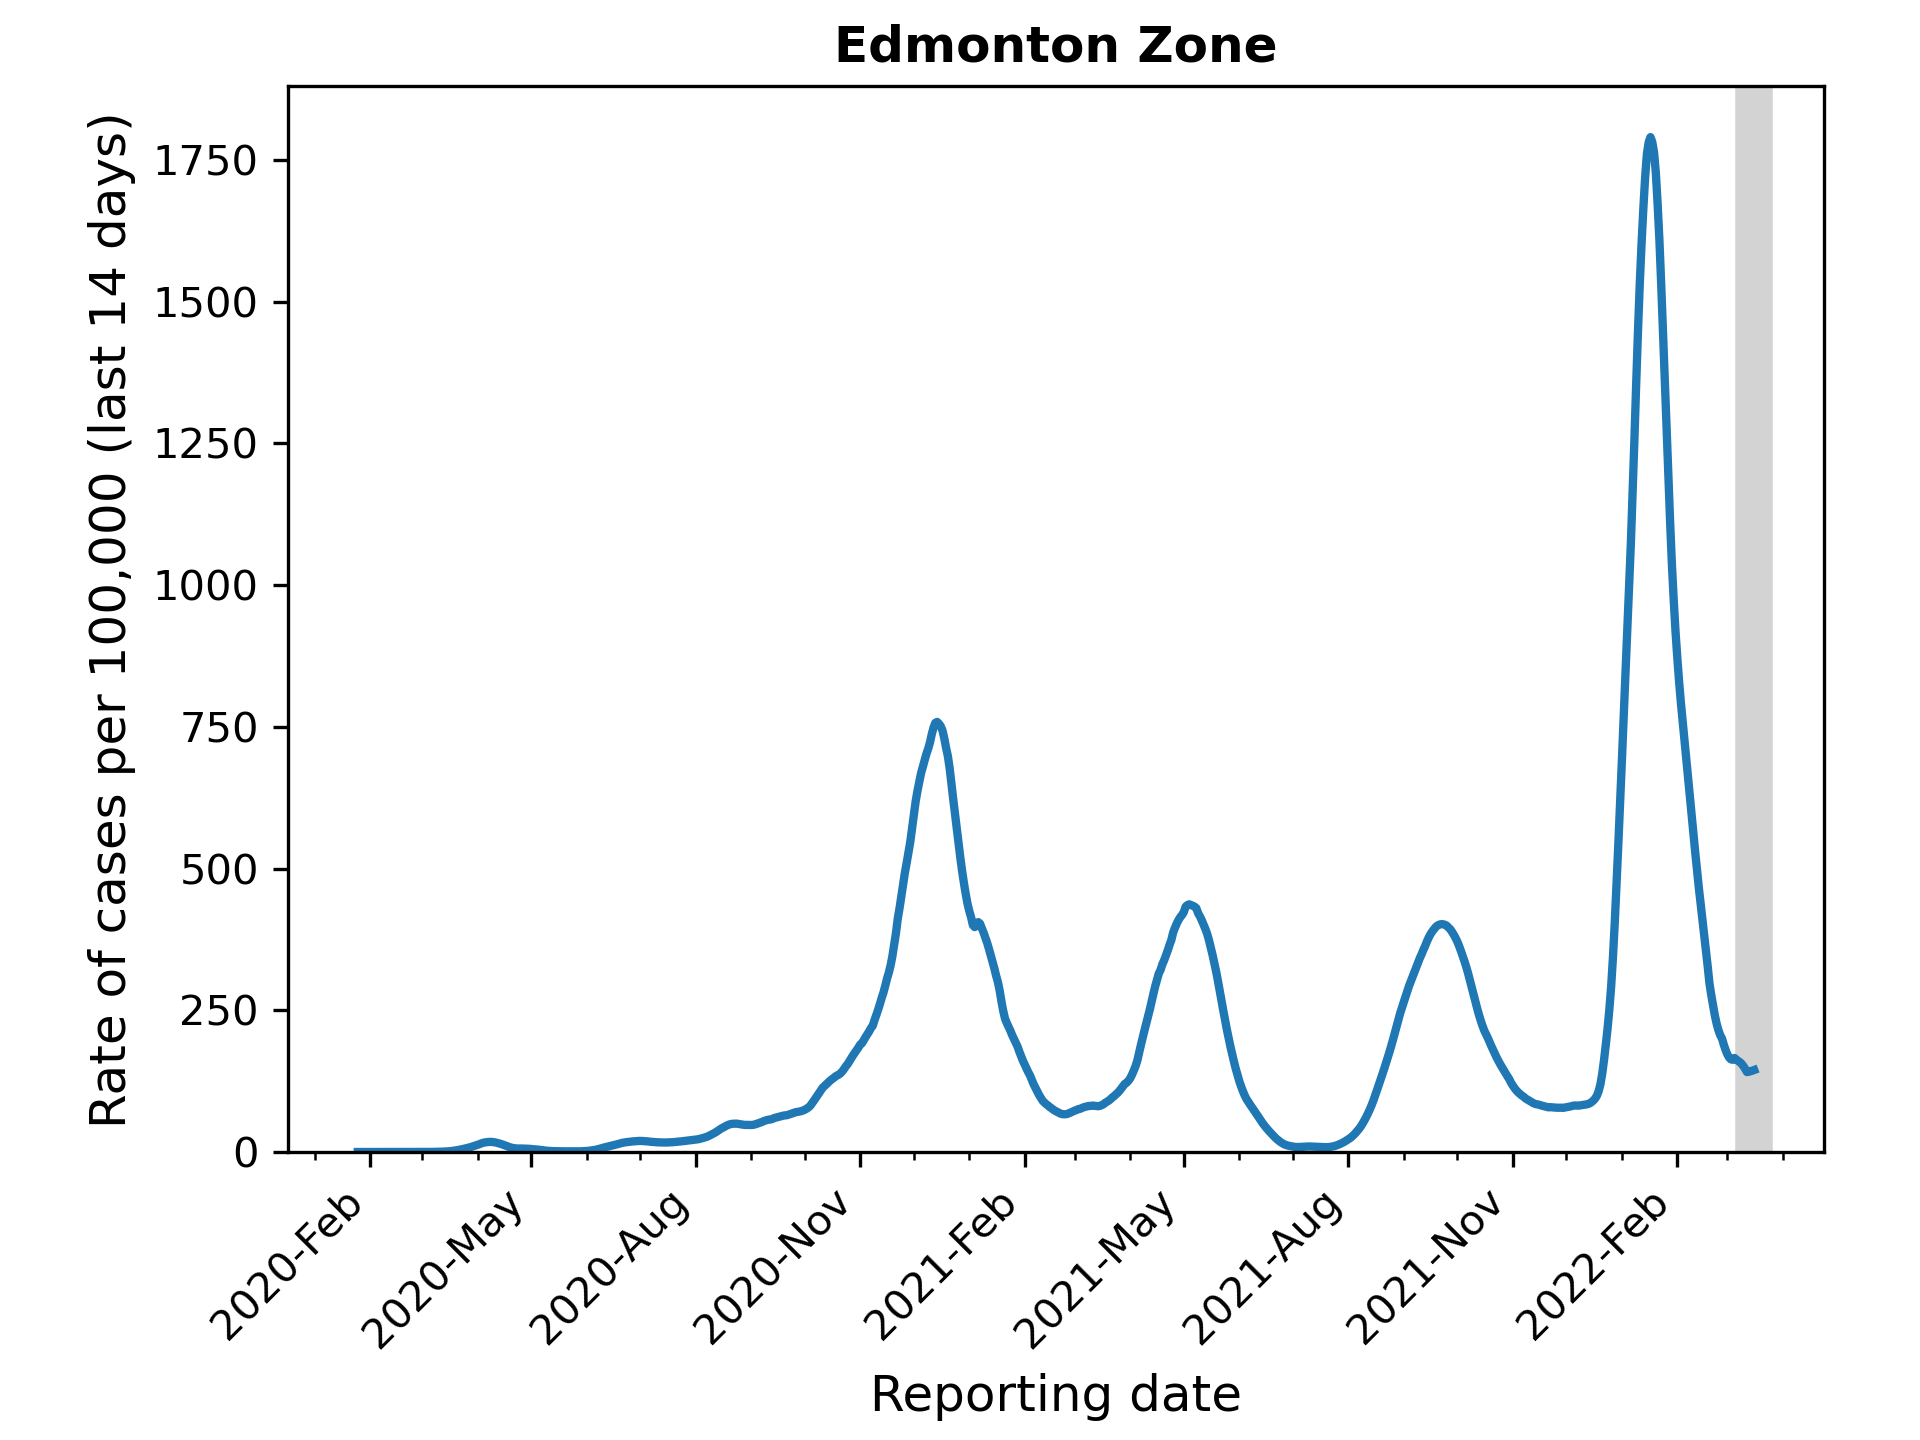 Edmonton Zone
Rate of cases per 100,000 (last 14 days)
1750
1500
1250
1000
750
500
250
0
2020-Feb
2020-May
2020-Aug
2020-Nov
2021-Feb
2021-May
2021-Aug
2021-Nov
2022-Feb
Reporting date